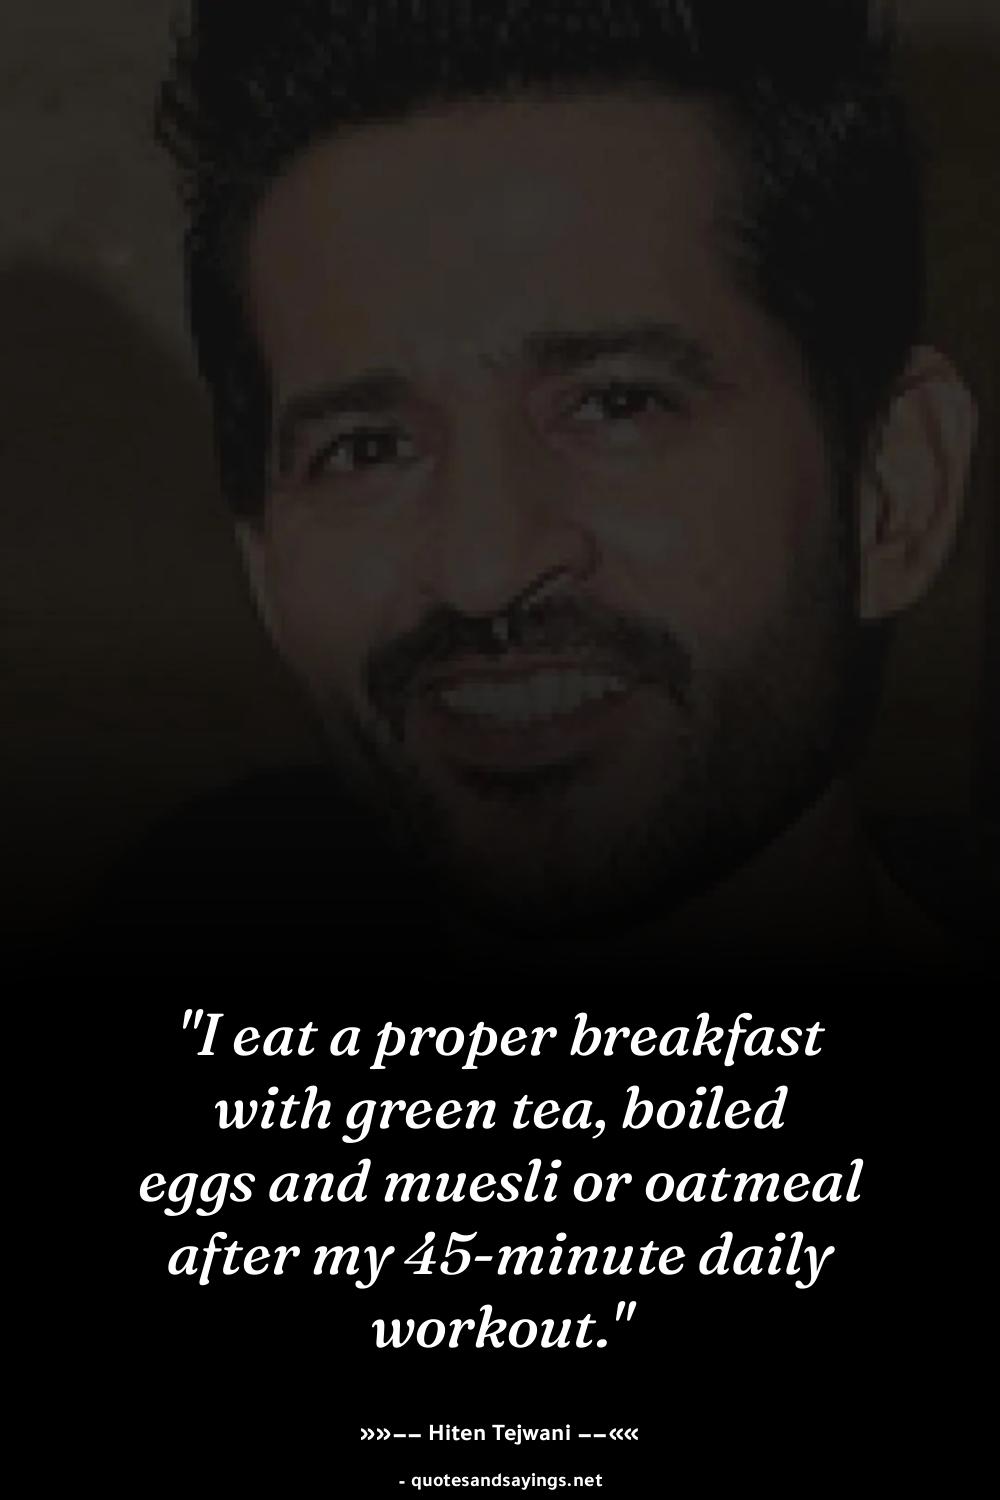 "I eat a proper breakfast
with green tea, boiled
eggs and muesli or oatmeal
after my 45-minute daily
workout."
»»–– Hiten Tejwani ––««
- quotesandsayings.net